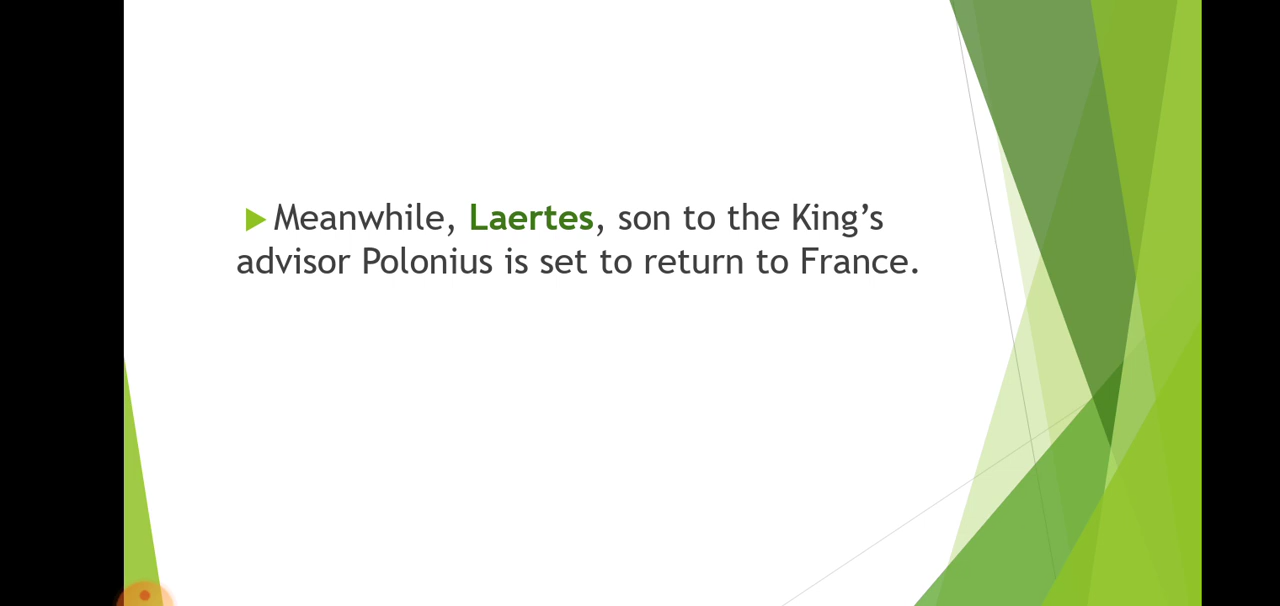 Meanwhile, Laertes, son to the King’s
advisor Polonius is set to return to France.